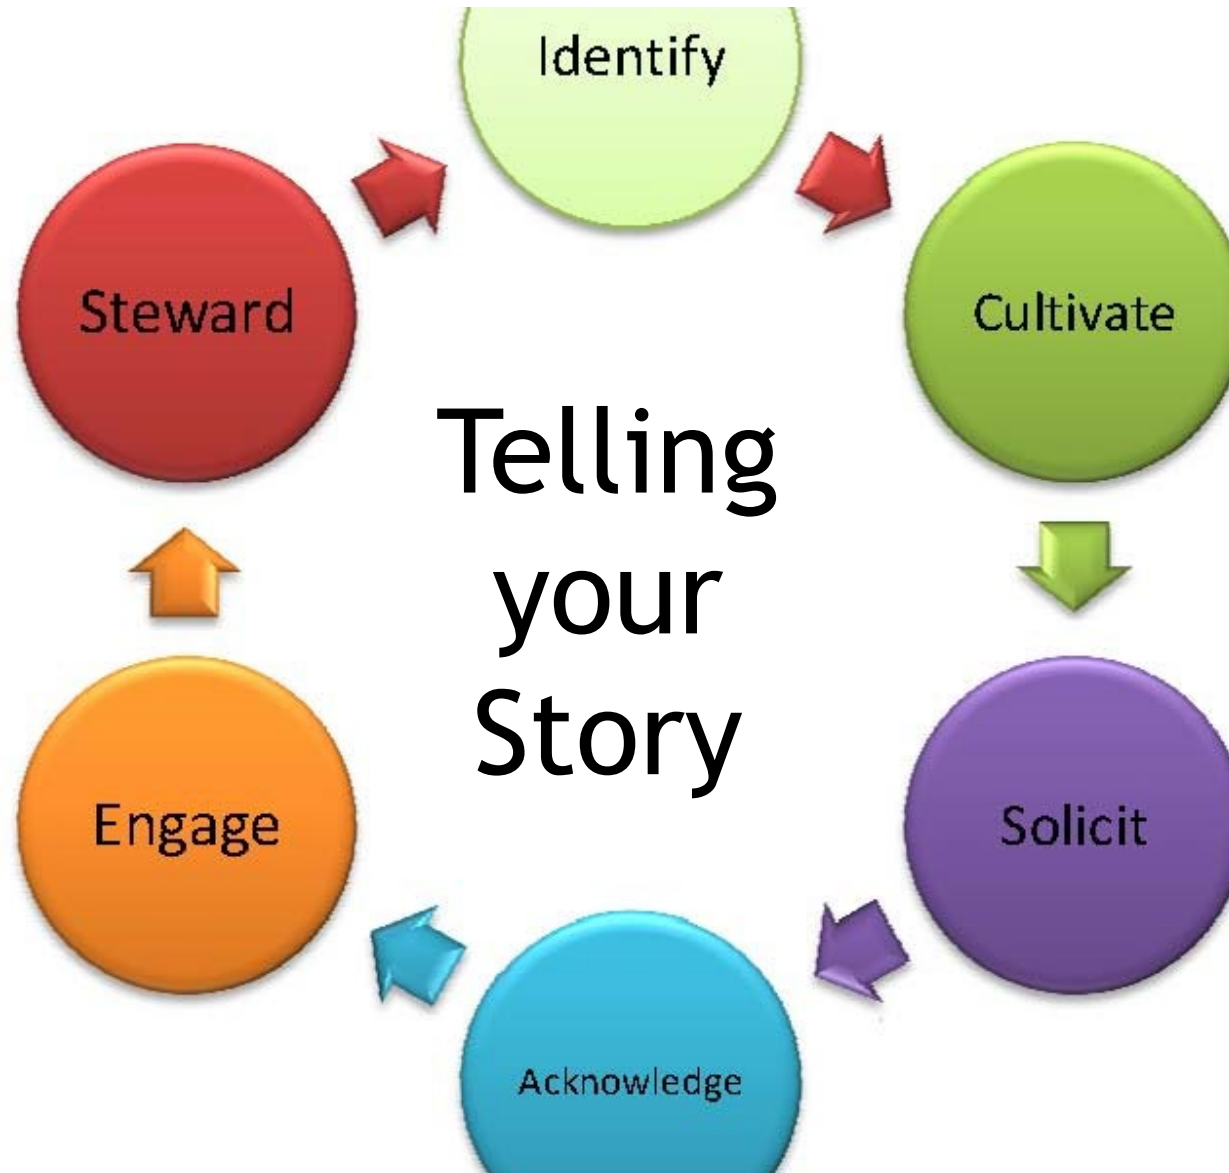 Identify
Steward
Cultivate
Telling
your
Story
Engage
Solicit
Acknowledge